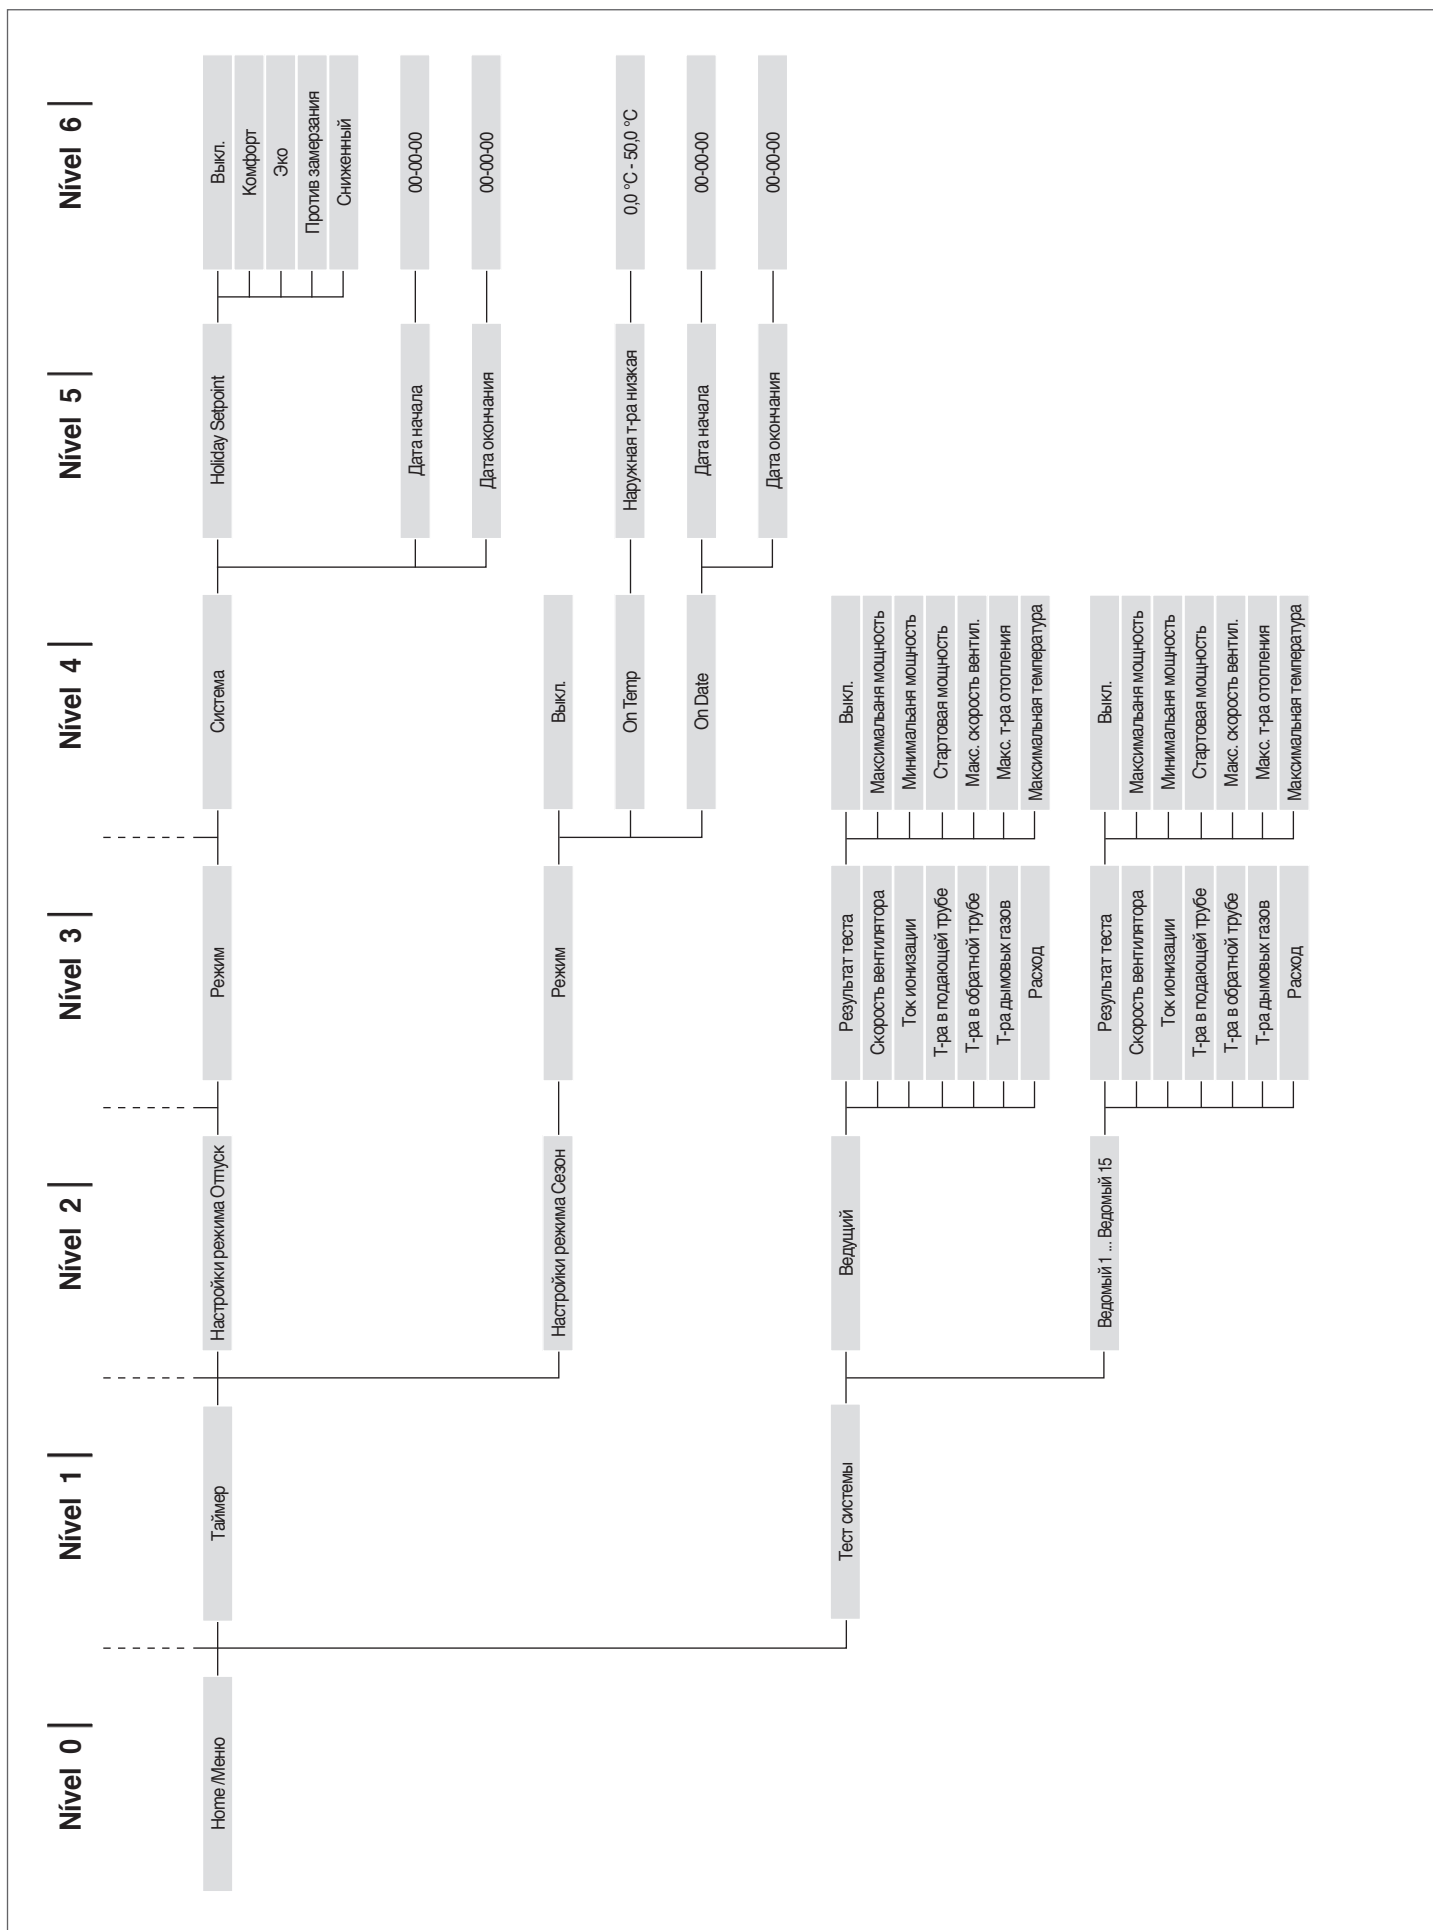 Nível 0
Nível 1
Nível 2
Nível 3
Nível 4
Nível 5
Nível 6
Home /Меню
Таймер
Настройки режима Отпуск
Режим
Система
Holiday Setpoint
Выкл.
Комфорт
Эко
Против замерзания
Сниженный
Дата начала
00-00-00
Дата окончания
00-00-00
Настройки режима Сезон
Режим
Выкл.
On Temp
Наружная т-ра низкая
0,0 °C - 50,0 °C
On Date
Дата начала
00-00-00
Дата окончания
00-00-00
Тест системы
Ведущий
Результат теста
Скорость вентилятора
Ток ионизации
Т-ра в подающей трубе
Т-ра в обратной трубе
Т-ра дымовых газов
Расход
Выкл.
Максимальаня мощность
Минимальаня мощность
Стартовая мощность
Макс. скорость вентил.
Макс. т-ра отопления
Максимальная температура
Ведомый 1 ... Ведомый 15
Результат теста
Скорость вентилятора
Ток ионизации
Т-ра в подающей трубе
Т-ра в обратной трубе
Т-ра дымовых газов
Расход
Выкл.
Максимальаня мощность
Минимальаня мощность
Стартовая мощность
Макс. скорость вентил.
Макс. т-ра отопления
Максимальная температура